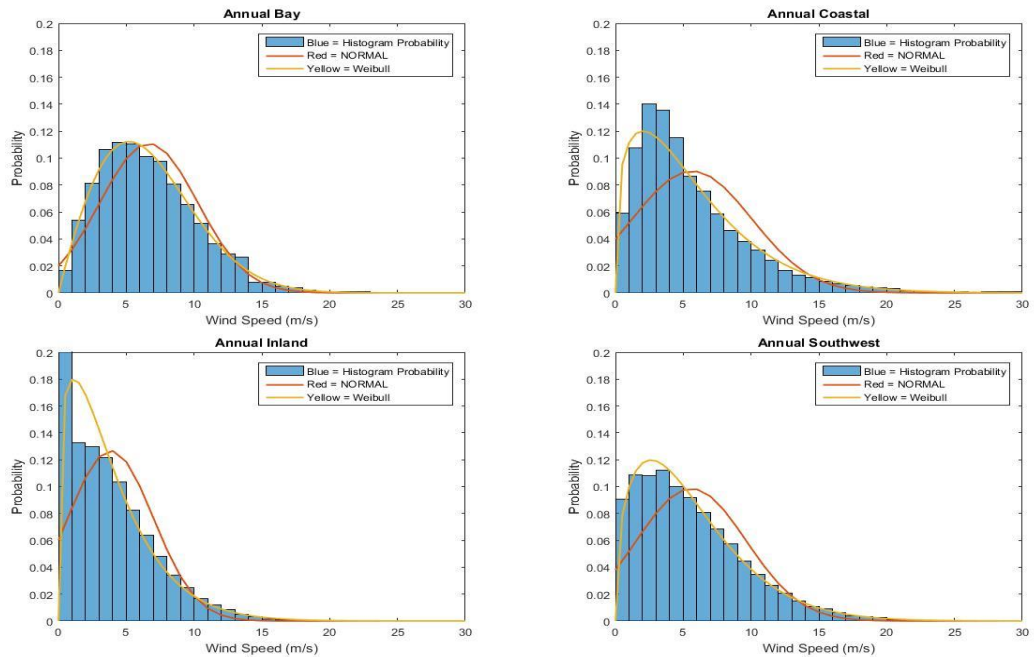 Annual Bay
0.2
0.18
0.16
0.14
0.12
0.1
0.08
0.06
0.04
0.02
0
Probability
Blue = Histogram Probability
Red = NORMAL
Yellow = Weibull
0 5 10 15 20 25 30
Wind Speed (m/s)
Annual Coastal
0.2
0.18
0.16
0.14
0.12
0.1
0.08
0.06
0.04
0.02
0
Probability
Blue = Histogram Probability
Red = NORMAL
Yellow = Weibull
0 5 10 15 20 25 30
Wind Speed (m/s)
Annual Inland
0.2
0.18
0.16
0.14
0.12
0.1
0.08
0.06
0.04
0.02
0
Probability
Blue = Histogram Probability
Red = NORMAL
Yellow = Weibull
0 5 10 15 20 25 30
Wind Speed (m/s)
Annual Southwest
0.2
0.18
0.16
0.14
0.12
0.1
0.08
0.06
0.04
0.02
0
Probability
Blue = Histogram Probability
Red = NORMAL
Yellow = Weibull
0 5 10 15 20 25 30
Wind Speed (m/s)